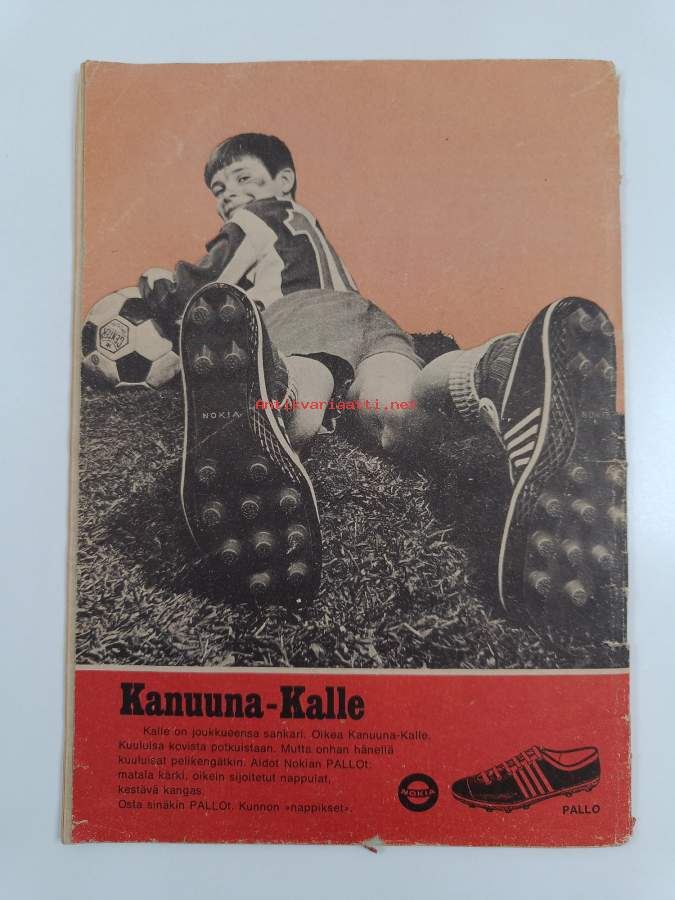 NOKIA
Antikvariaatti.net
Kanuuna-Kalle
Kalle on joukkueensa sankari. Oikea Kanuuna-Kalle.
Kuuluisa kovista potkuistaan. Mutta onhan hänellä
kuuluisat pelikengätkin. Aidot Nokian PALLOt:
matala kärki, oikein sijoitetut nappulat,
kestävä kangas.
Osta sinäkin PALLOt. Kunnon »nappikset».
NOKIA
PALLO